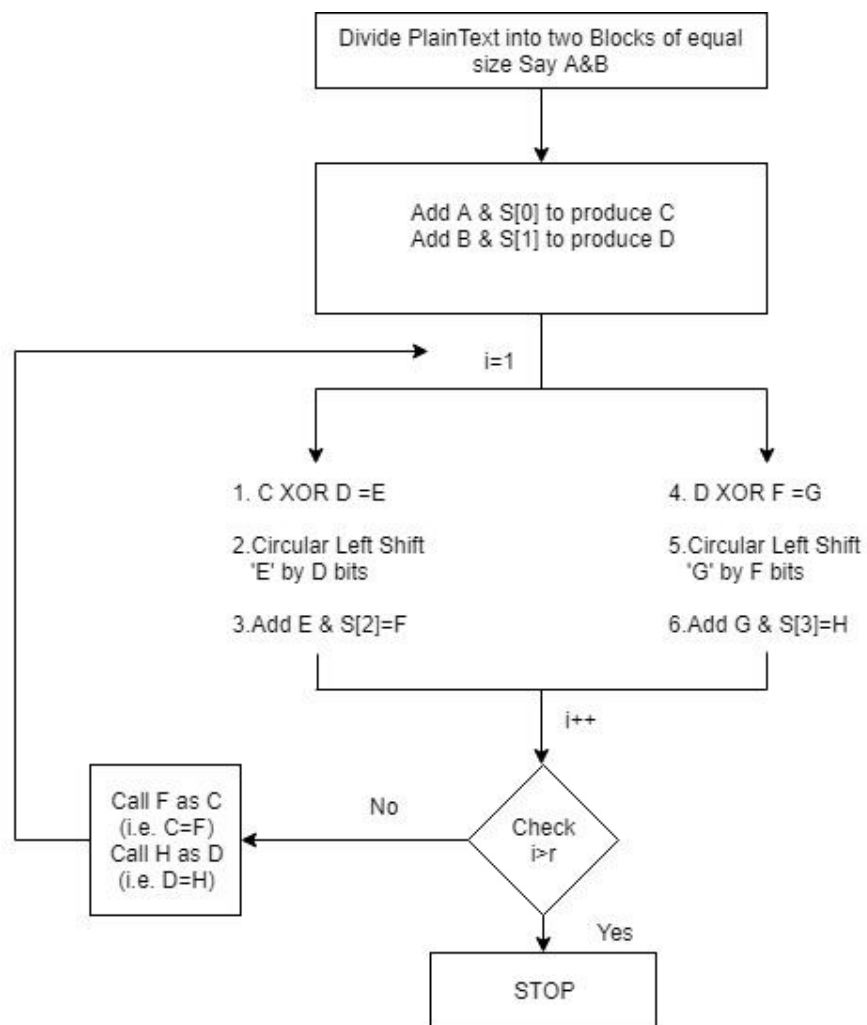 Divide PlainText into two Blocks of equal
size Say A&B
Add A & S[0] to produce C
Add B & S[1] to produce D
i=1
1. C XOR D =E
2.Circular Left Shift
'E' by D bits
3.Add E & S[2]=F
4. D XOR F =G
5.Circular Left Shift
'G' by F bits
6.Add G & S[3]=H
i++
Check
i>r
No
Call F as C
(i.e. C=F)
Call H as D
(i.e. D=H)
Yes
STOP